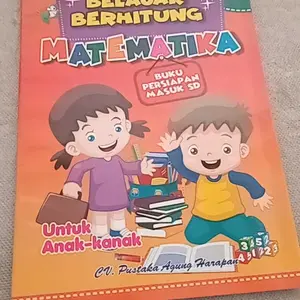 BELAJAR
BERHITUNG
MATEMATIKA
BUKU
PERSIAPAN
MASUK SD
Untuk
Anak-kanak
CV. Pustaka Agung Harapan